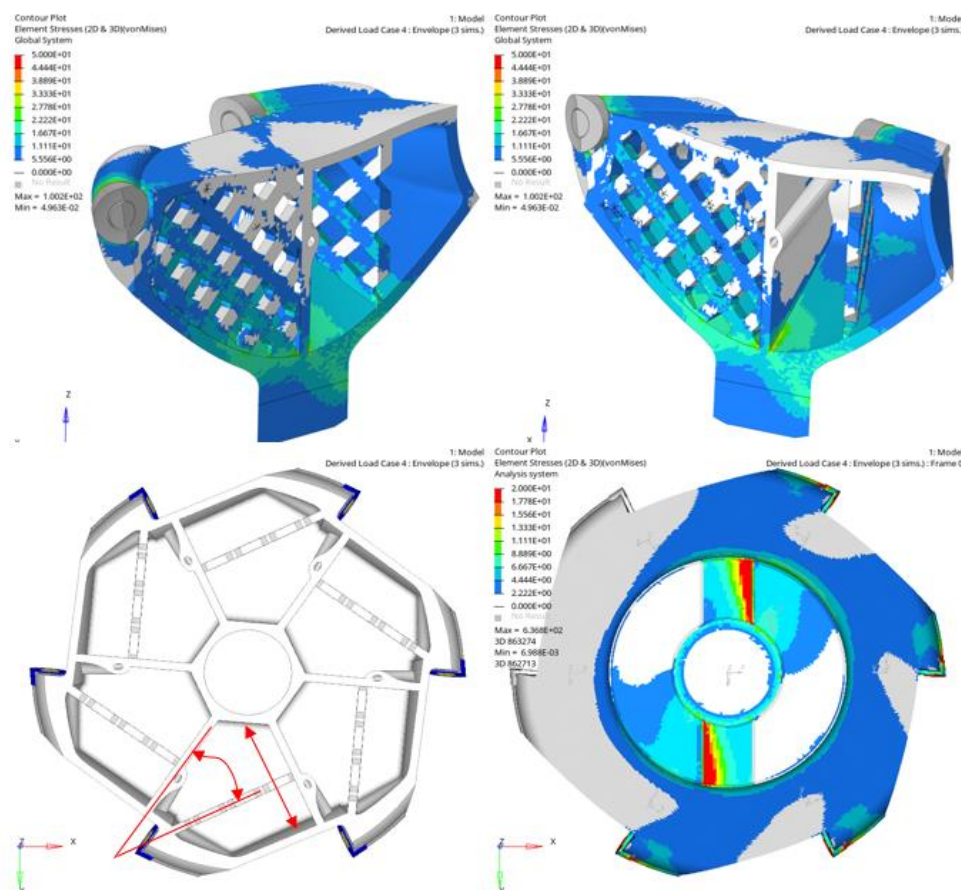 Contour Plot
Element Stresses (2D & 3D)(vonMises)
Global System
5.000E+01
4.444E+01
3.889E+01
3.333E+01
2.778E+01
2.222E+01
1.667E+01
1.111E+01
5.556E+00
0.000E+00
No Result
Max = 1.002E+02
Min = 4.963E-02
1: Model
Derived Load Case 4 : Envelope (3 sims.)
Z
Contour Plot
Element Stresses (2D & 3D)(vonMises)
Global System
5.000E+01
4.444E+01
3.889E+01
3.333E+01
2.778E+01
2.222E+01
1.667E+01
1.111E+01
5.556E+00
0.000E+00
No Result
Max = 1.002E+02
Min = 4.963E-02
1: Model
Derived Load Case 4 : Envelope (3 sims.)
Z
X
1: Model
Derived Load Case 4 : Envelope (3 sims.)
Z
X
Contour Plot
Element Stresses (2D & 3D)(vonMises)
Analysis system
2.000E+01
1.778E+01
1.556E+01
1.333E+01
1.111E+01
8.889E+00
6.667E+00
4.444E+00
2.222E+00
0.000E+00
No Result
Max = 6.368E+02
3D 863274
Min = 6.988E-03
3D 862713
1: Model
Derived Load Case 4 : Envelope (3 sims.) : Frame
Z
X